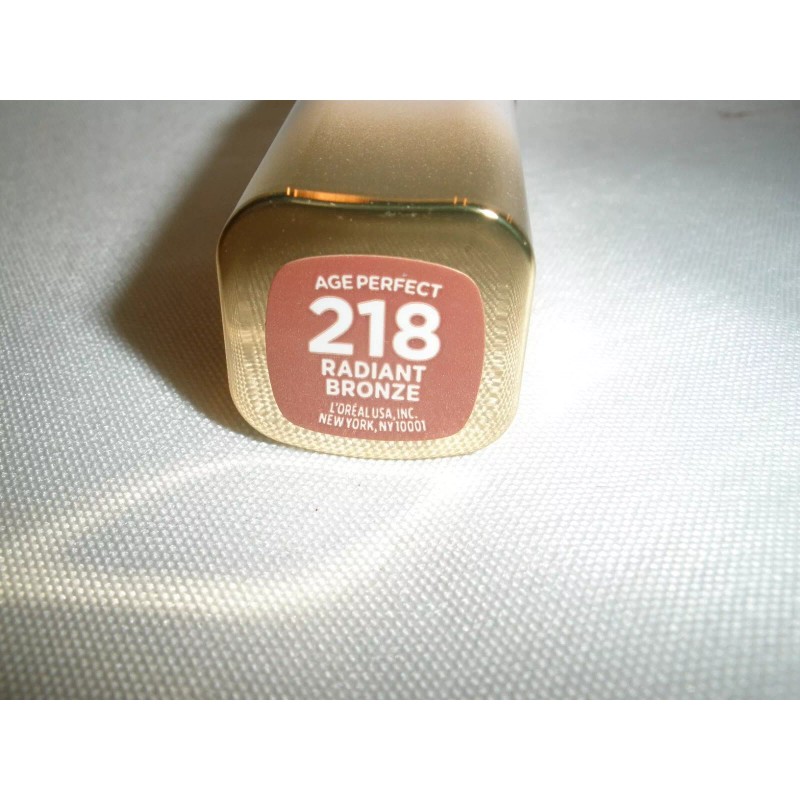 AGE PERFECT
218
RADIANT
BRONZE
L'ORÉAL USA, INC.
NEW YORK, NY 10001